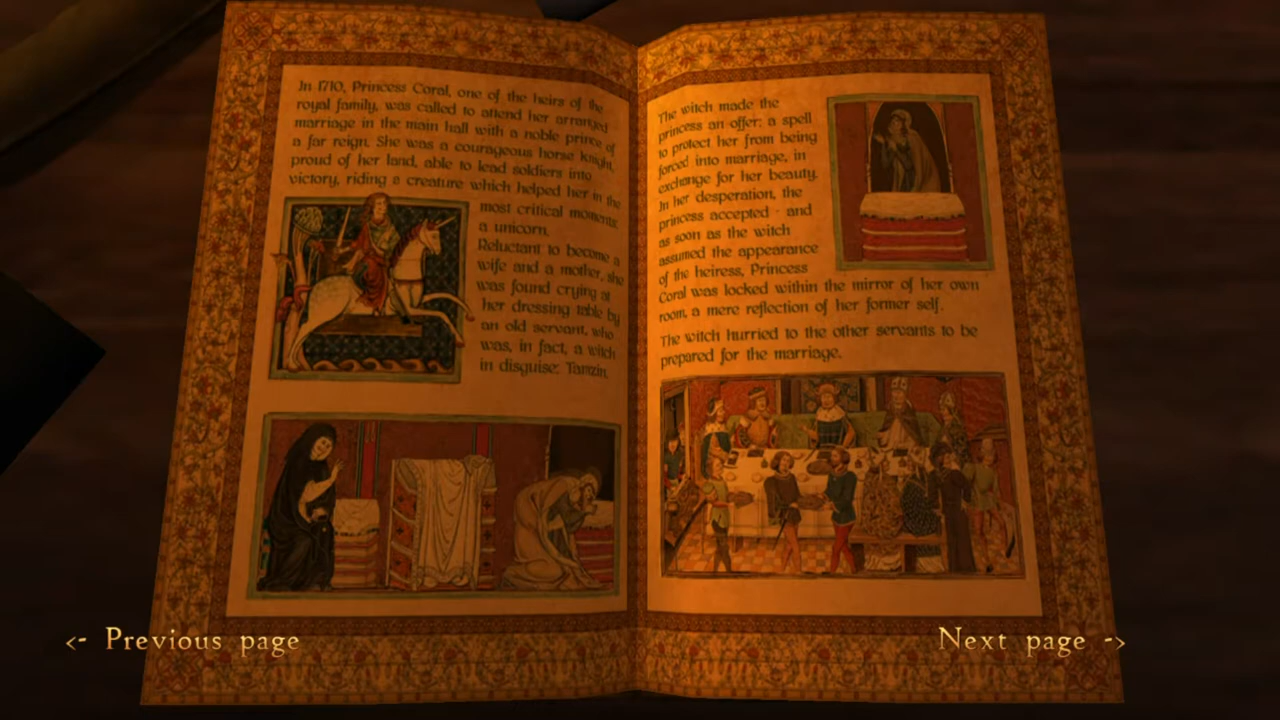 In 1710, Princess Coral, one of the heirs of the
royal family, was called to attend her arranged
marriage in the main hall with a noble prince of
a far reign. She was a courageous horse knight,
proud of her land, able to lead soldiers into
victory, riding a creature which helped her in the
most critical moments:
a unicorn.
Reluctant to become a
wife and a mother, she
was found crying at
her dressing table by
an old servant, who
was, in fact, a witch
in disguise: Tamzin.
The witch made the
princess an offer: a spell
to protect her from being
forced into marriage, in
exchange for her beauty.
In her desperation, the
princess accepted - and
as soon as the witch
assumed the appearance
of the heiress, Princess
Coral was locked within the mirror of her own
room, a mere reflection of her former self.
The witch hurried to the other servants to be
prepared for the marriage.
<- Previous page
Next page ->